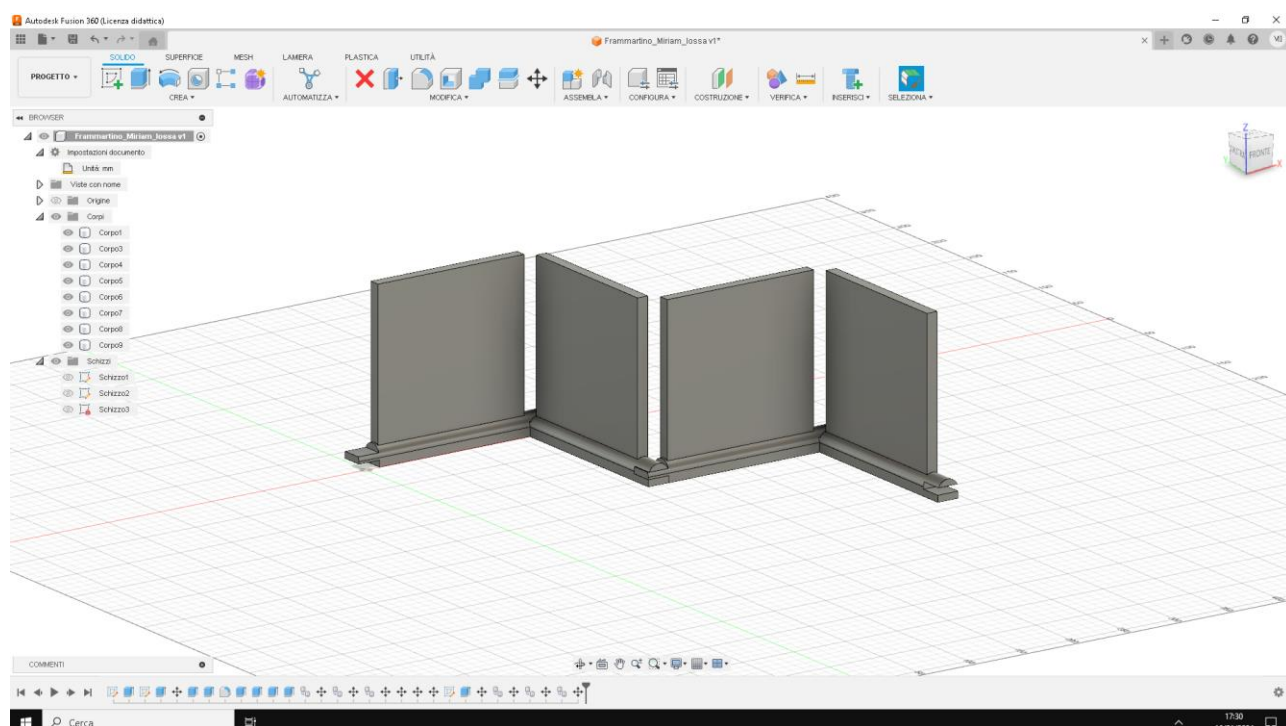 Autodesk Fusion 360 (Licenza didattica)
Frammartino_Miriam_Iossa v1*
SOLIDO SUPERFICIE MESH LAMIERA PLASTICA UTILITÀ
PROGETTO
CREA AUTOMATIZZA MODIFICA ASSEMBLA CONFIGURA COSTRUZIONE VERIFICA INSERISCI SELEZIONA
BROWSER
Frammartino_Miriam_Iossa v1
Impostazioni documento
Unità: mm
Viste con nome
Origine
Corpi
Corpo1
Corpo3
Corpo4
Corpo5
Corpo6
Corpo7
Corpo8
Corpo9
Schizzi
Schizzo1
Schizzo2
Schizzo3
Z
FRONTE
X
COMMENTI
Cerca
17:30